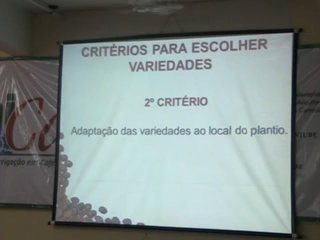 CRITÉRIOS PARA ESCOLHER
VARIEDADES
2º CRITÉRIO
Adaptação das variedades ao local do plantio.